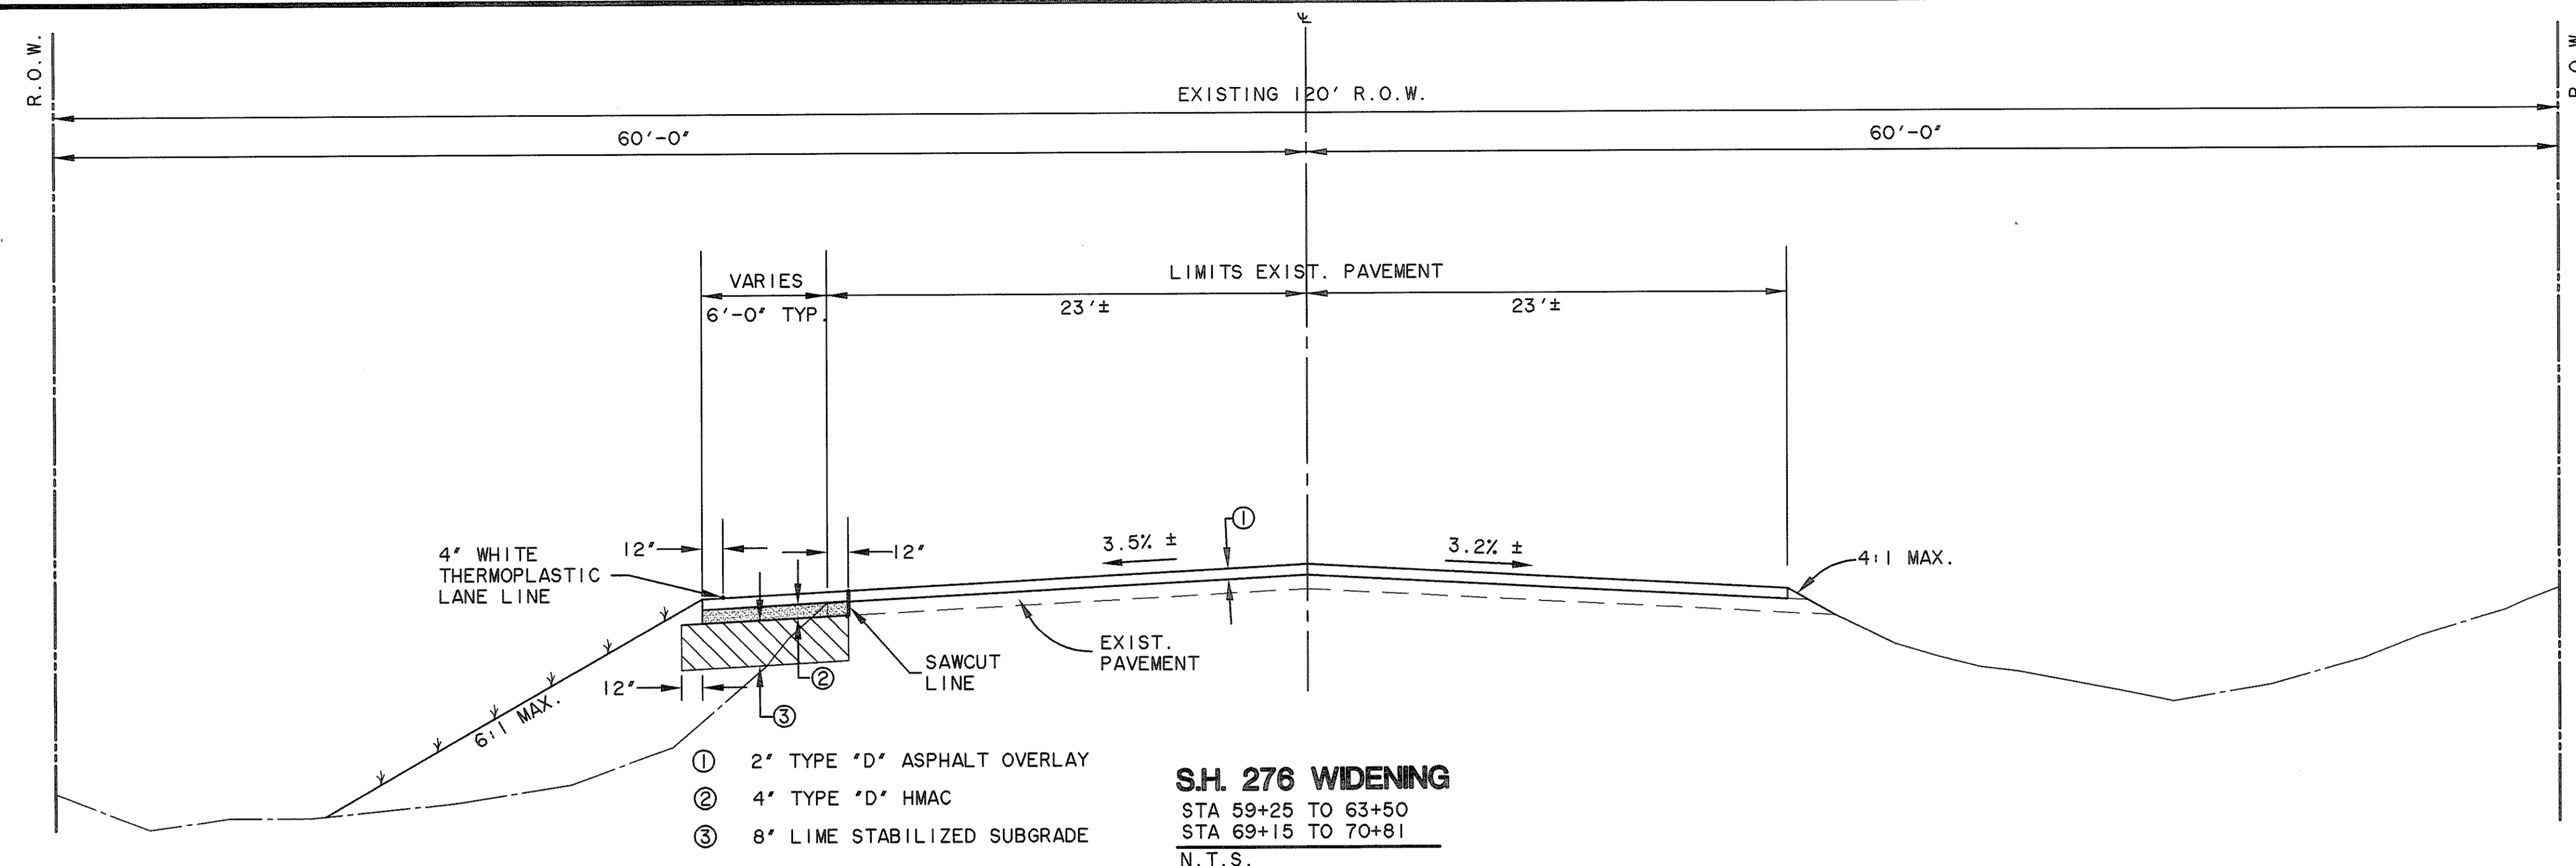 ℄
R.O.W.
R.O.W.
EXISTING 120' R.O.W.
60'-0"
60'-0"
VARIES
6'-0" TYP.
LIMITS EXIST. PAVEMENT
23'±
23'±
4" WHITE
THERMOPLASTIC
LANE LINE
12"
12"
①
3.5% ±
3.2% ±
4:1 MAX.
6:1 MAX.
12"
②
③
SAWCUT
LINE
EXIST.
PAVEMENT
① 2" TYPE "D" ASPHALT OVERLAY
② 4" TYPE "D" HMAC
③ 8" LIME STABILIZED SUBGRADE
S.H. 276 WIDENING
STA 59+25 TO 63+50
STA 69+15 TO 70+81
N.T.S.